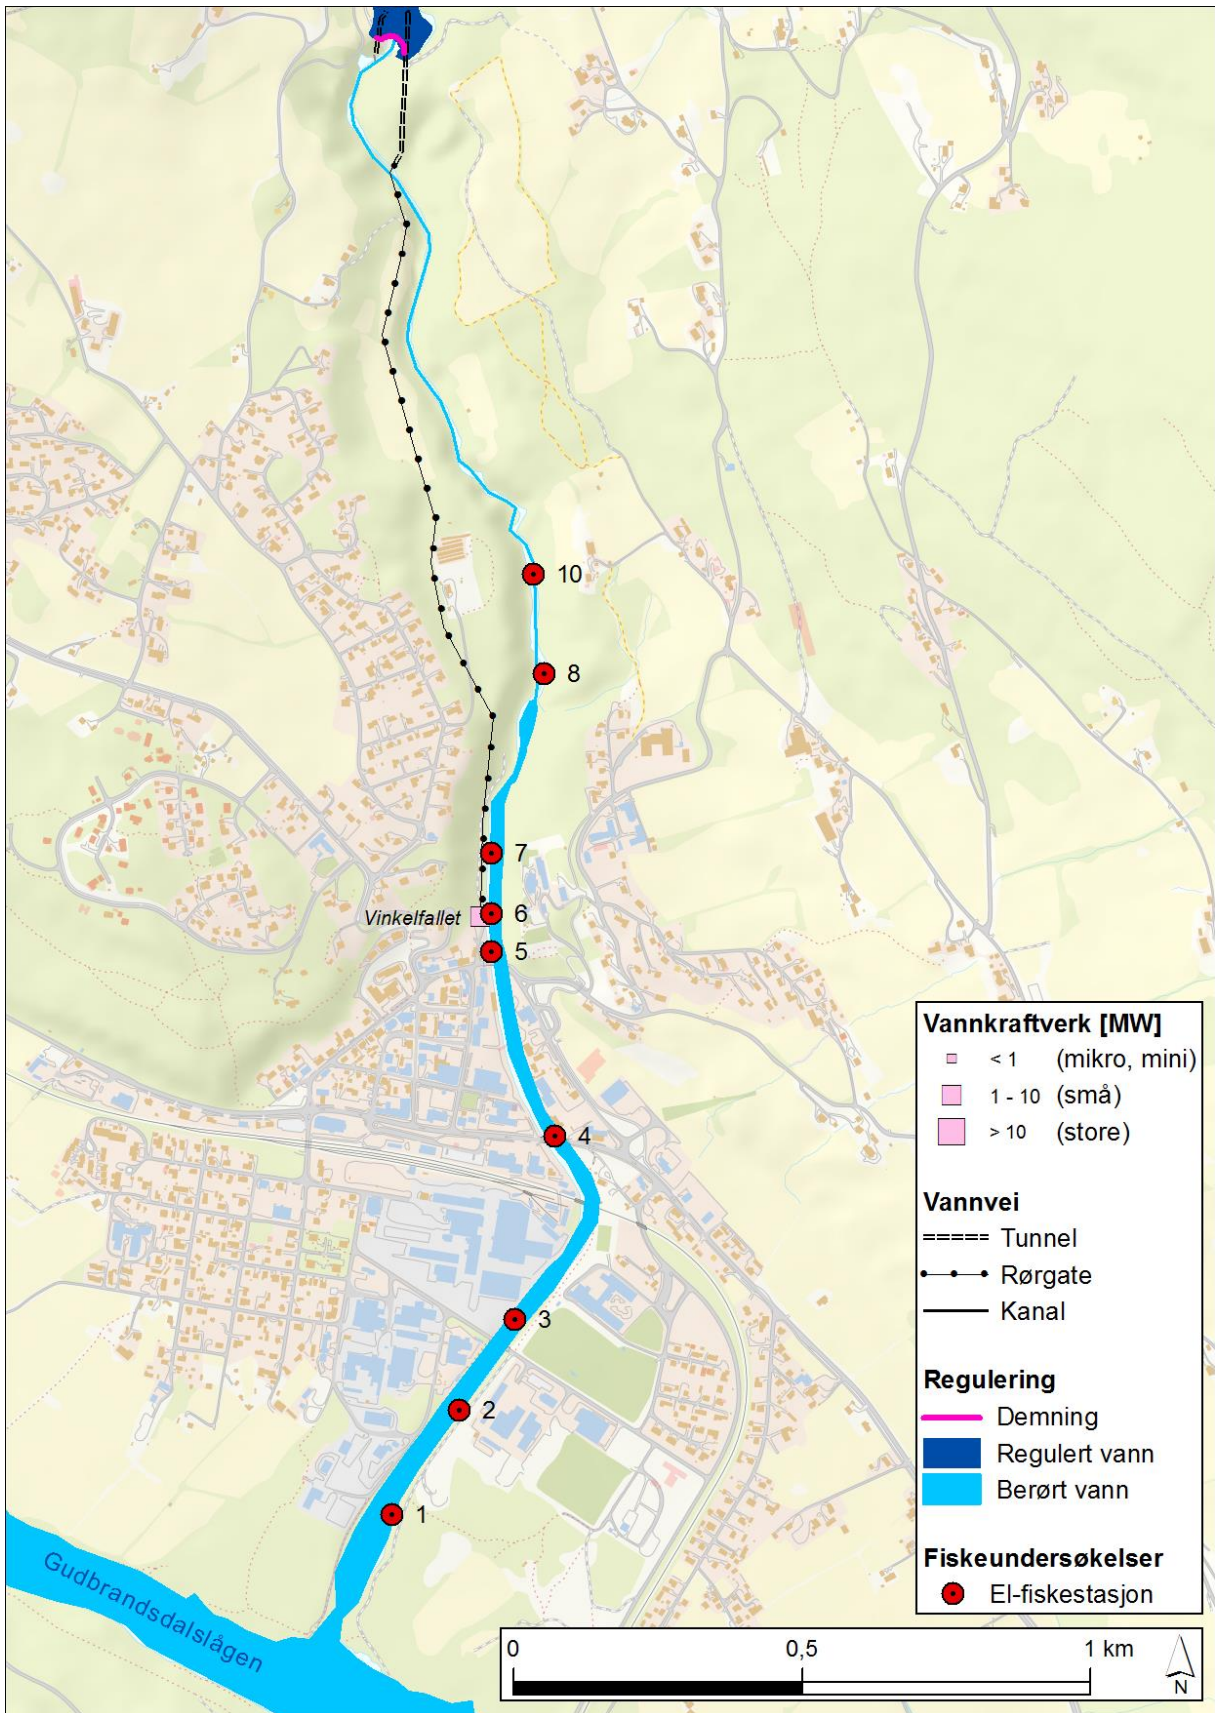 10
8
7
Vinkelfallet
6
5
4
3
2
1
Gudbrandsdalslågen
Vannkraftverk [MW]
< 1 (mikro, mini)
1 - 10 (små)
> 10 (store)
Vannvei
Tunnel
Rørgate
Kanal
Regulering
Demning
Regulert vann
Berørt vann
Fiskeundersøkelser
El-fiskestasjon
0 0,5 1 km
N